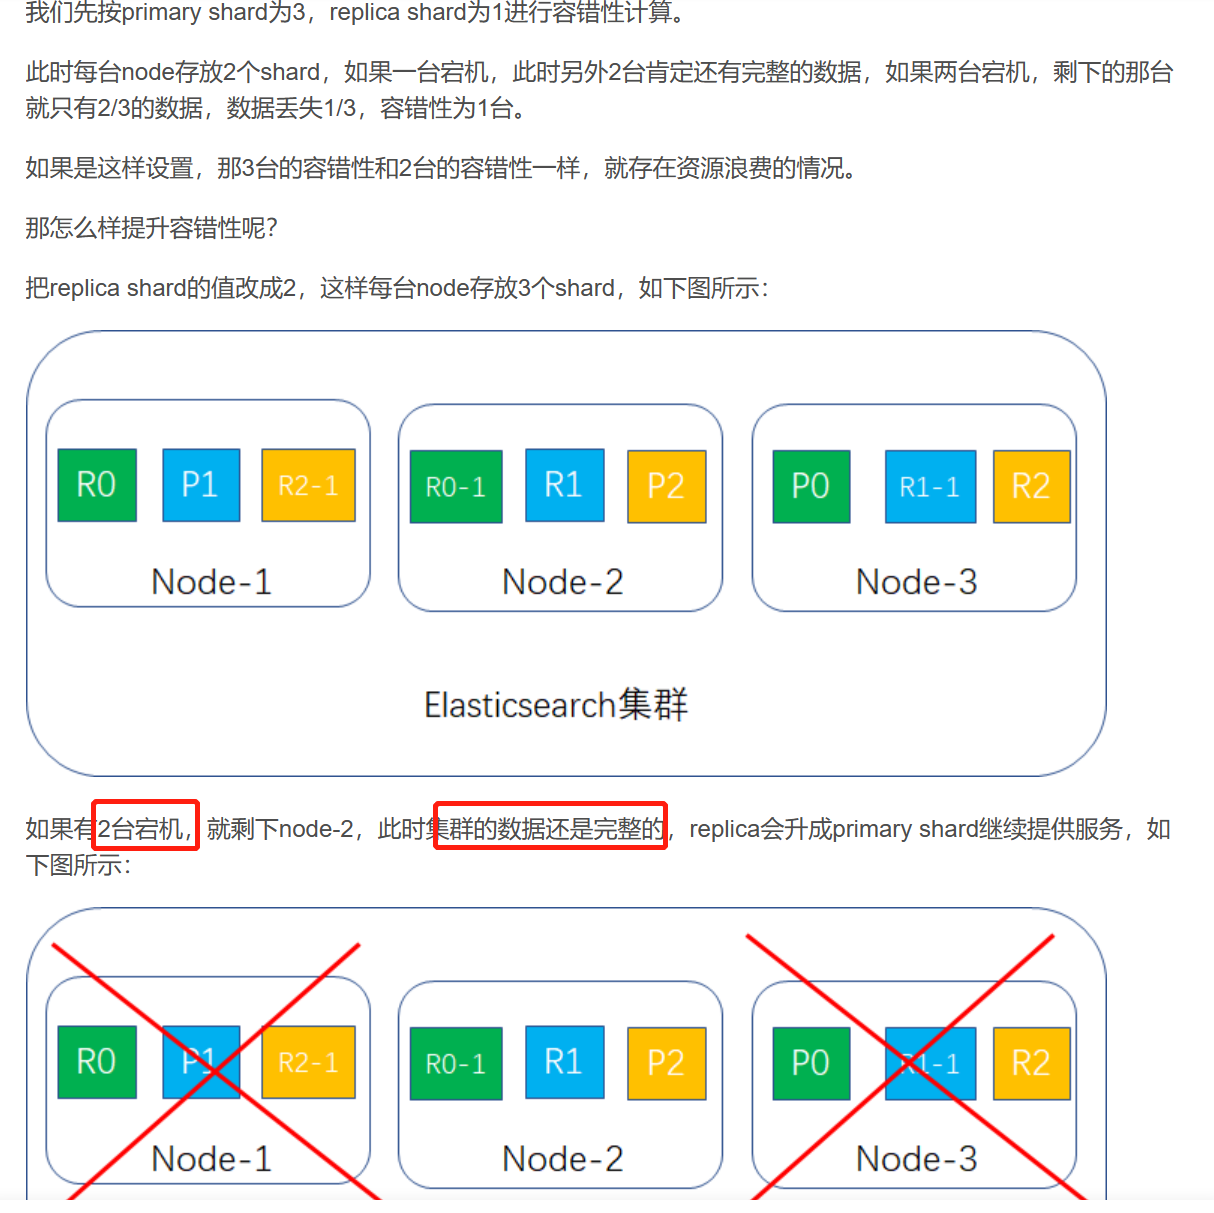 我们先按primary shard为3，replica shard为1进行容错性计算。
此时每台node存放2个shard，如果一台宕机，此时另外2台肯定还有完整的数据，如果两台宕机，剩下的那台
就只有2/3的数据，数据丢失1/3，容错性为1台。
如果是这样设置，那3台的容错性和2台的容错性一样，就存在资源浪费的情况。
那怎么样提升容错性呢？
把replica shard的值改成2，这样每台node存放3个shard，如下图所示：
R0 P1 R2-1 R0-1 R1 P2 P0 R1-1 R2
Node-1 Node-2 Node-3
Elasticsearch集群
如果有2台宕机，就剩下node-2，此时集群的数据还是完整的，replica会升成primary shard继续提供服务，如
下图所示：
R0 P1 R2-1 R0-1 R1 P2 P0 R1-1 R2
Node-1 Node-2 Node-3